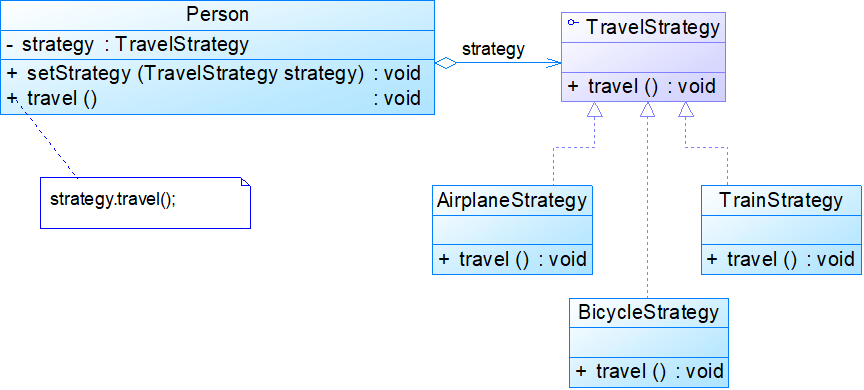 Person
- strategy : TravelStrategy
+ setStrategy (TravelStrategy strategy) : void
+ travel () : void
strategy.travel();
strategy
TravelStrategy
+ travel () : void
AirplaneStrategy
+ travel () : void
TrainStrategy
+ travel () : void
BicycleStrategy
+ travel () : void